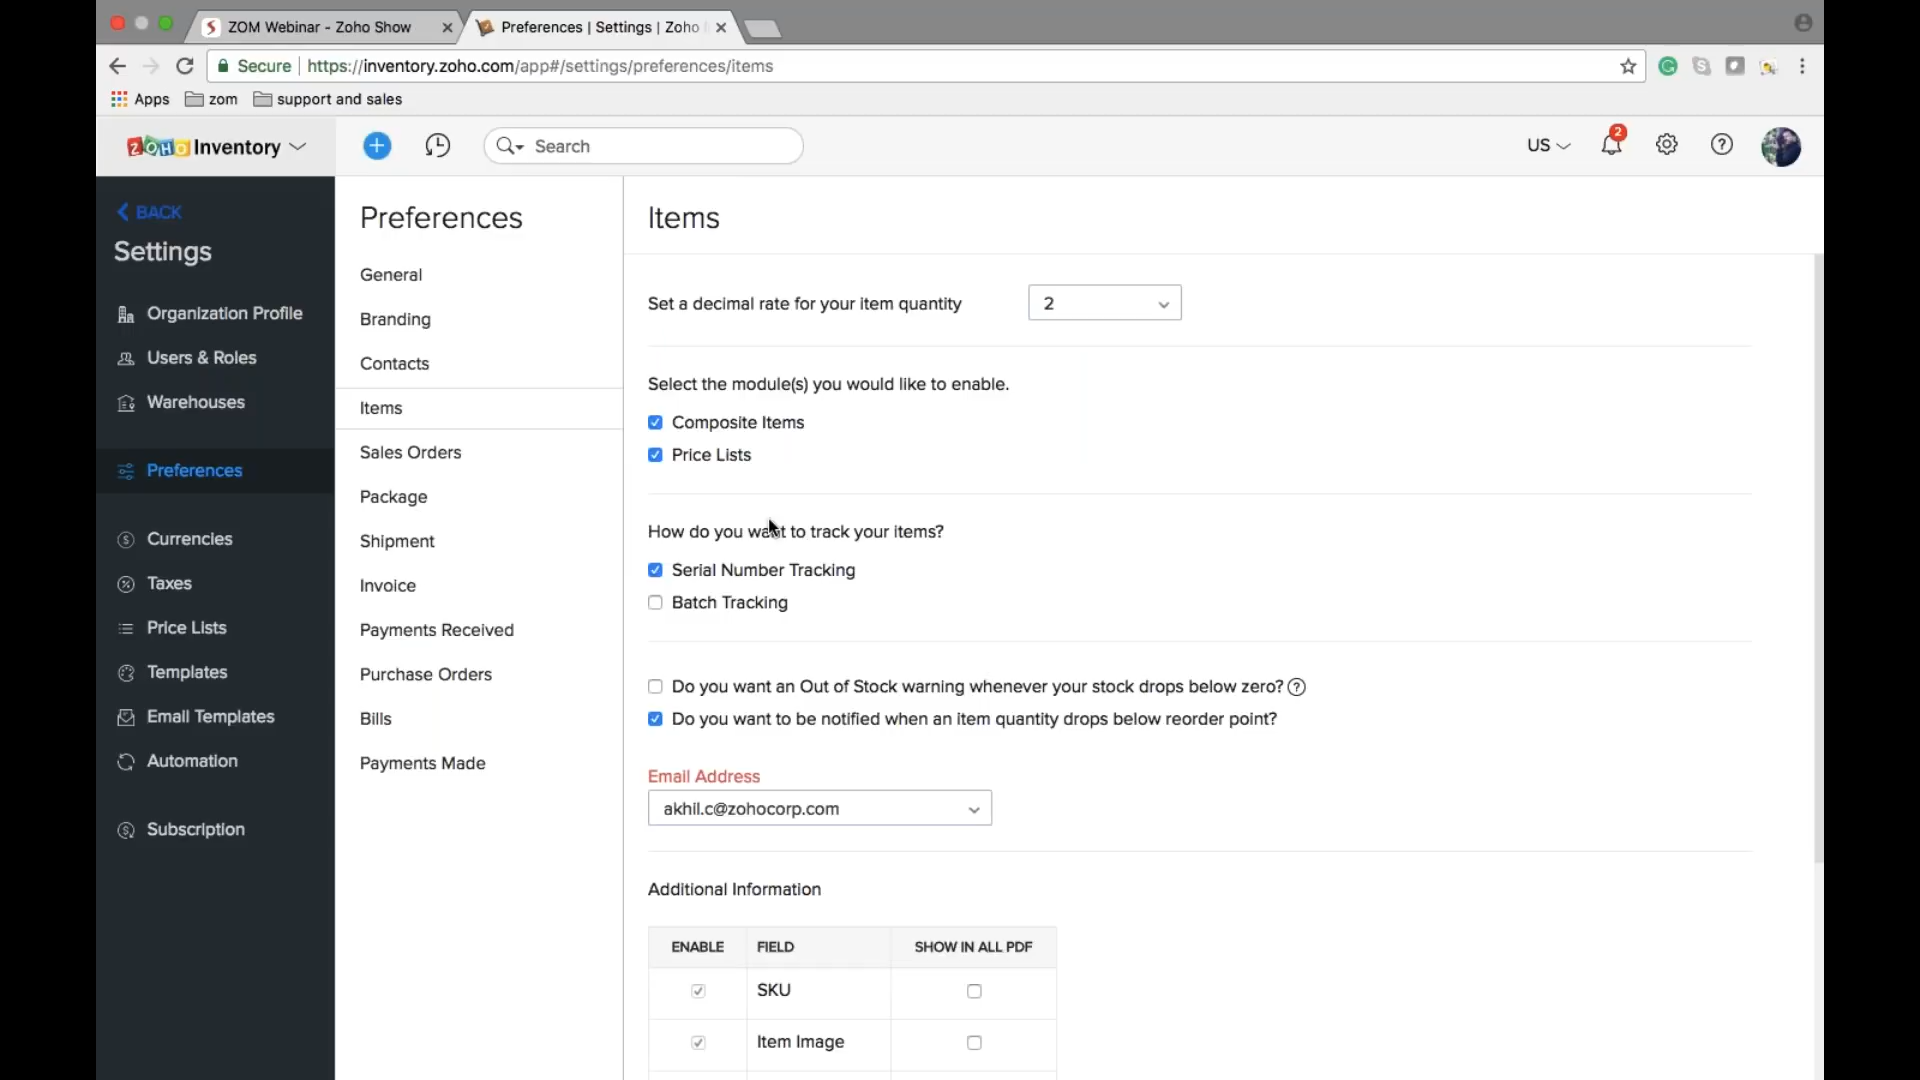 ZOM Webinar - Zoho Show
Preferences | Settings | Zoho
Secure https://inventory.zoho.com/app#/settings/preferences/items
Apps zom support and sales
ZOHO Inventory
Search
US
2
BACK
Settings
Organization Profile
Users & Roles
Warehouses
Preferences
Currencies
Taxes
Price Lists
Templates
Email Templates
Automation
Subscription
Preferences
General
Branding
Contacts
Items
Sales Orders
Package
Shipment
Invoice
Payments Received
Purchase Orders
Bills
Payments Made
Items
Set a decimal rate for your item quantity 2
Select the module(s) you would like to enable.
Composite Items
Price Lists
How do you want to track your items?
Serial Number Tracking
Batch Tracking
Do you want an Out of Stock warning whenever your stock drops below zero?
Do you want to be notified when an item quantity drops below reorder point?
Email Address
akhil.c@zohocorp.com
Additional Information
ENABLE FIELD SHOW IN ALL PDF
SKU
Item Image